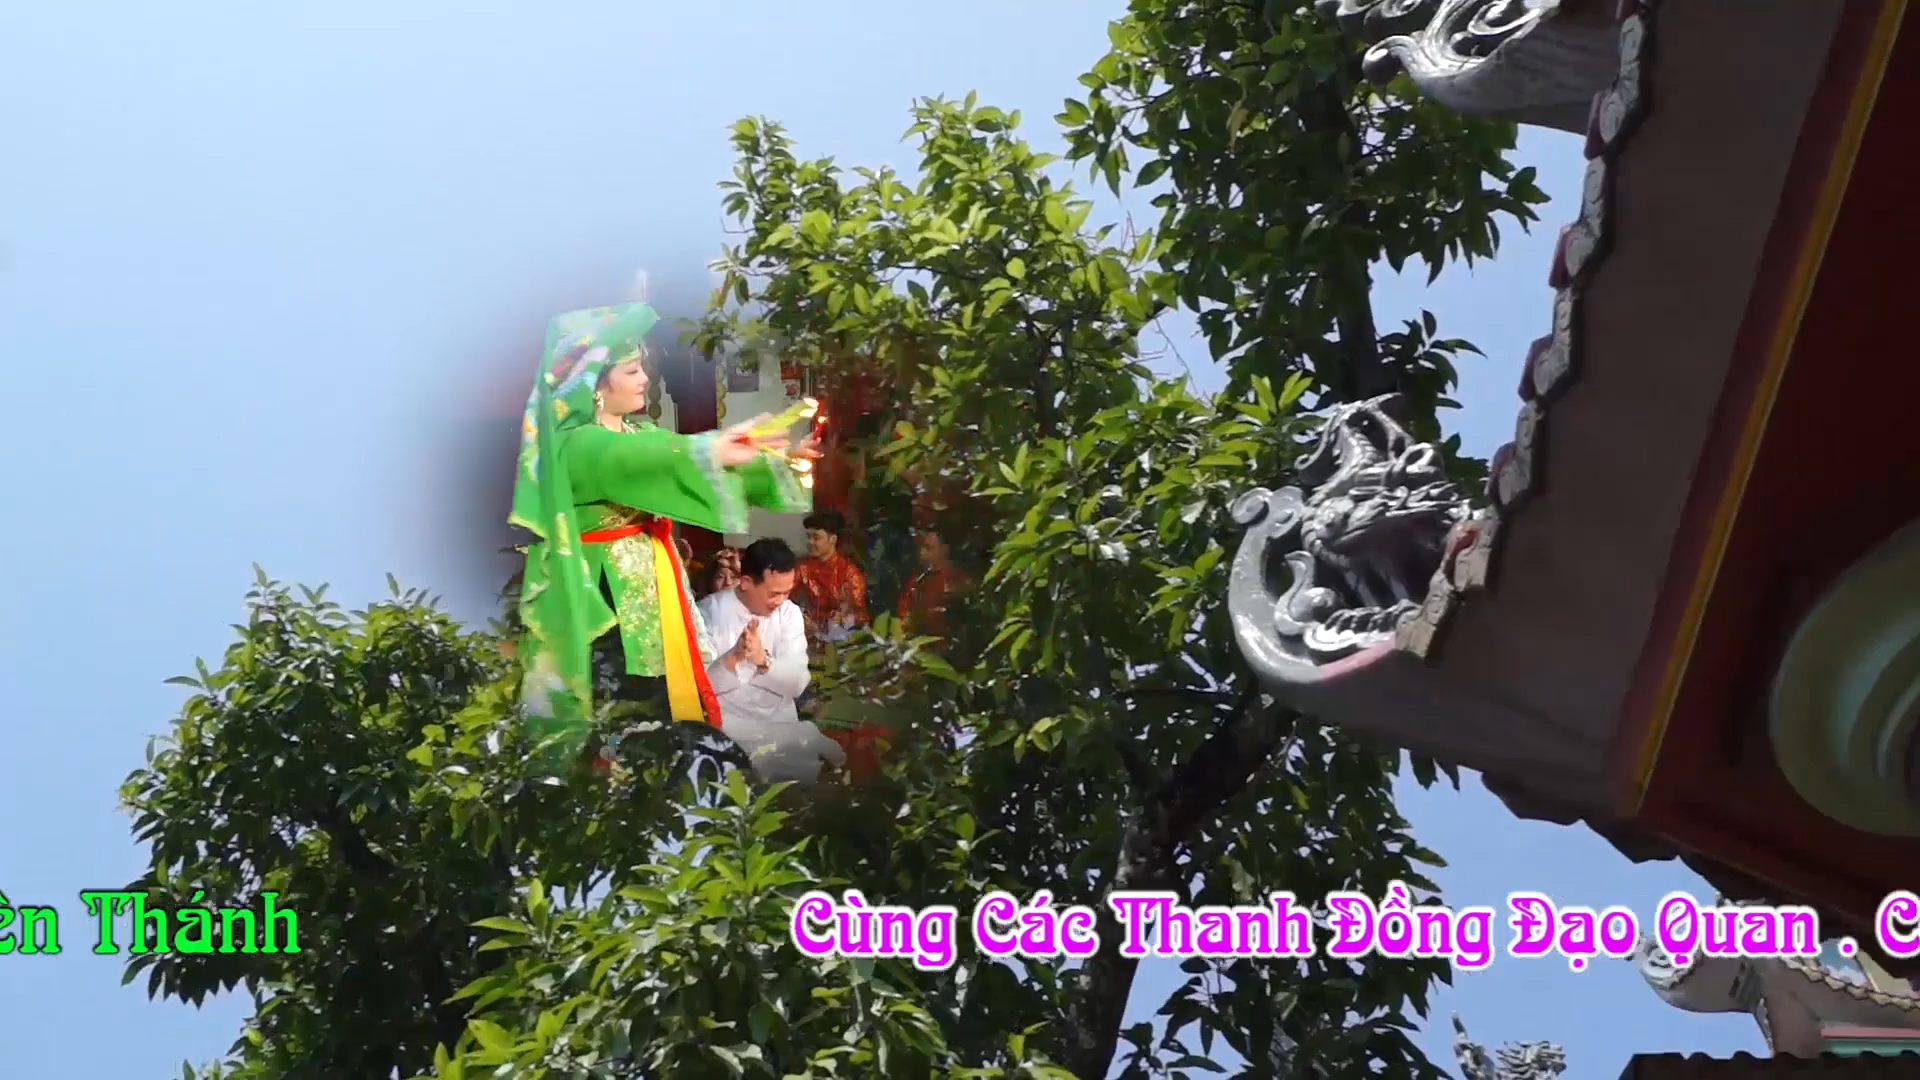 Thánh
Cùng Các Thanh Đồng Đạo Quan .